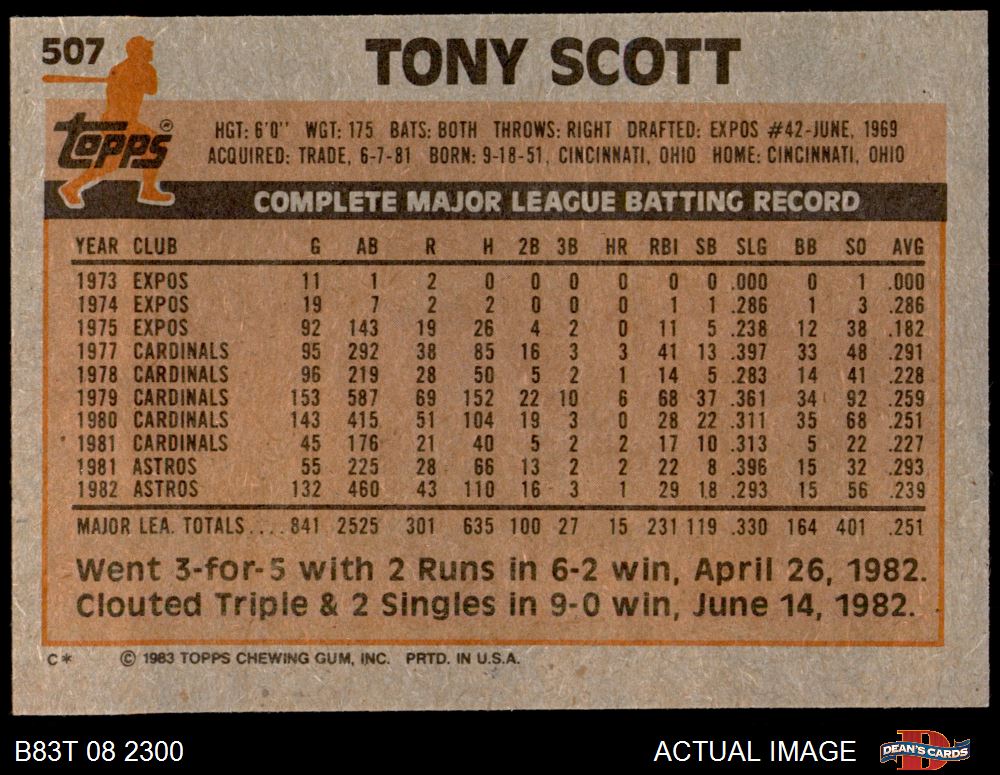 507
TONY SCOTT
topps®
HGT: 6'0" WGT: 175 BATS: BOTH THROWS: RIGHT DRAFTED: EXPOS #42-JUNE, 1969
ACQUIRED: TRADE, 6-7-81 BORN: 9-18-51, CINCINNATI, OHIO HOME: CINCINNATI, OHIO
COMPLETE MAJOR LEAGUE BATTING RECORD
YEAR CLUB G AB R H 2B 3B HR RBI SB SLG BB SO AVG
1973 EXPOS 11 1 2 0 0 0 0 0 0 .000 0 1 .000
1974 EXPOS 19 7 2 2 0 0 0 1 1 .286 1 3 .286
1975 EXPOS 92 143 19 26 4 2 0 11 5 .238 12 38 .182
1977 CARDINALS 95 292 38 85 16 3 3 41 13 .397 33 48 .291
1978 CARDINALS 96 219 28 50 5 2 1 14 5 .283 14 41 .228
1979 CARDINALS 153 587 69 152 22 10 6 68 37 .361 34 92 .259
1980 CARDINALS 143 415 51 104 19 3 0 28 22 .311 35 68 .251
1981 CARDINALS 45 176 21 40 5 2 2 17 10 .313 5 22 .227
1981 ASTROS 55 225 28 66 13 2 2 22 8 .396 15 32 .293
1982 ASTROS 132 460 43 110 16 3 1 29 18 .293 15 56 .239
MAJOR LEA. TOTALS.... 841 2525 301 635 100 27 15 231 119 .330 164 401 .251
Went 3-for-5 with 2 Runs in 6-2 win, April 26, 1982.
Clouted Triple & 2 Singles in 9-0 win, June 14, 1982.
C* © 1983 TOPPS CHEWING GUM, INC. PRTD. IN U.S.A.
B83T 08 2300 ACTUAL IMAGE DEAN'S CARDS